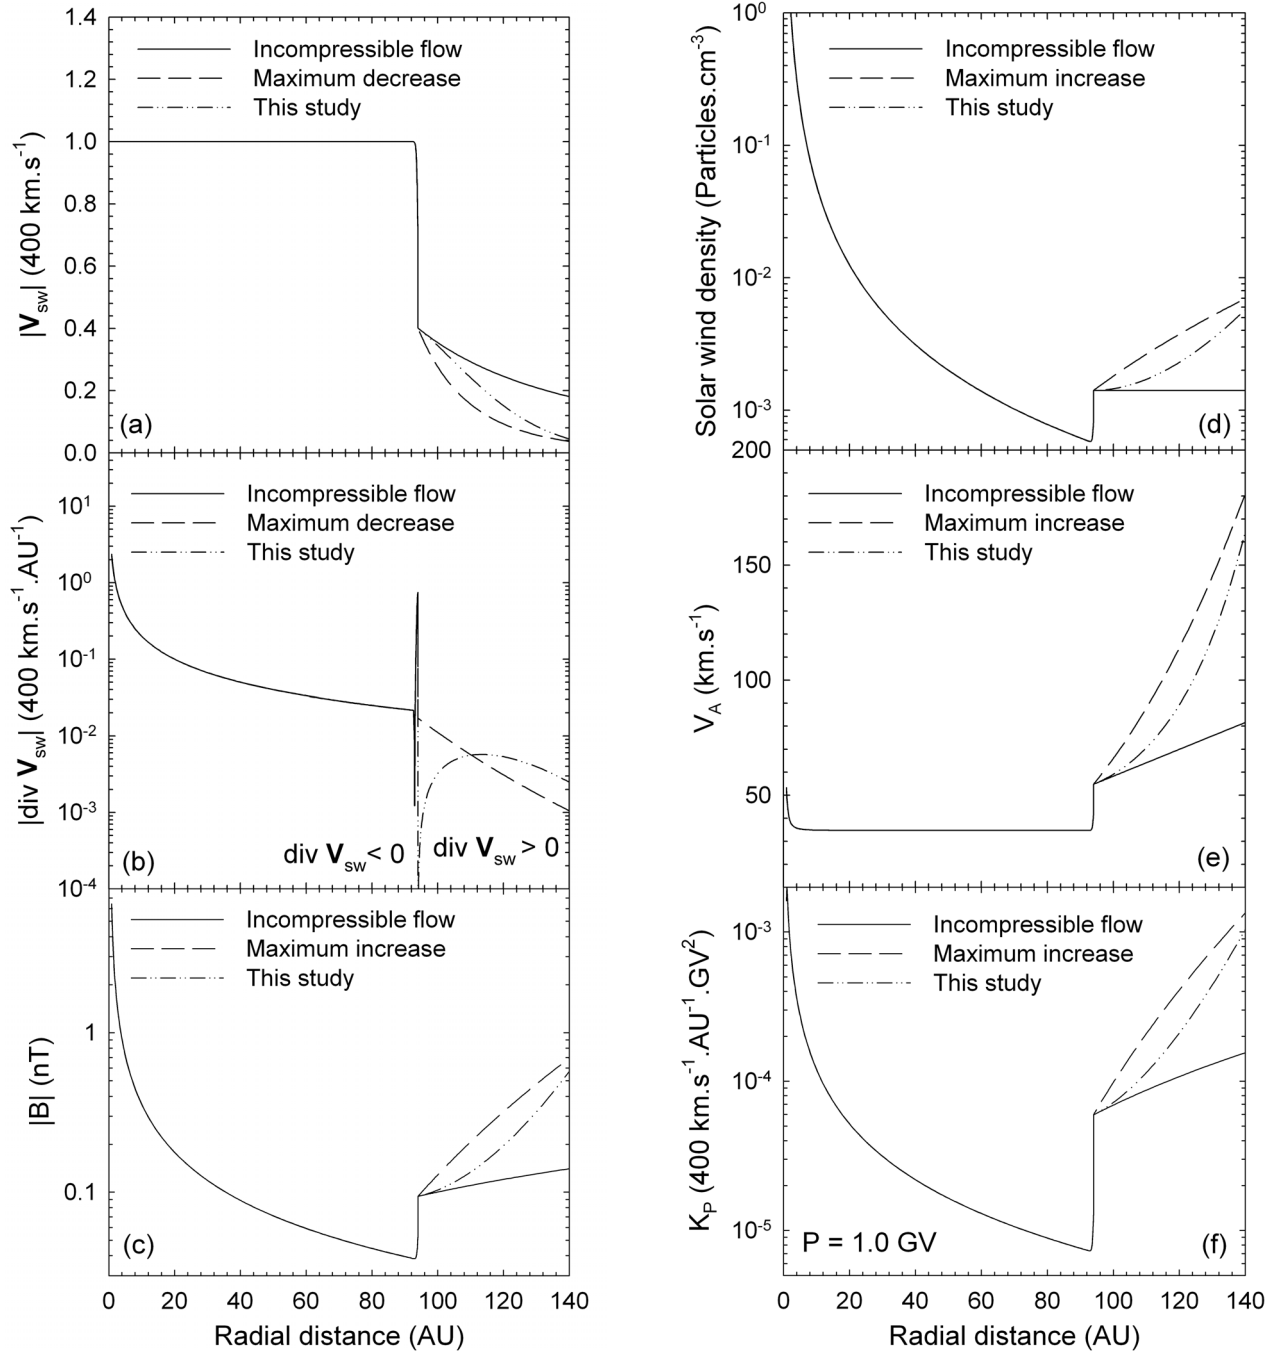 1.4
1.2
1.0
0.8
0.6
0.4
0.2
0.0
|V_sw| (400 km.s^-1)
Incompressible flow
Maximum decrease
This study
(a)
10^1
10^0
10^-1
10^-2
10^-3
10^-4
|div V_sw| (400 km.s^-1.AU^-1)
Incompressible flow
Maximum decrease
This study
div V_sw < 0
div V_sw > 0
(b)
1
0.1
|B| (nT)
Incompressible flow
Maximum increase
This study
(c)
0 20 40 60 80 100 120 140
Radial distance (AU)
10^0
10^-1
10^-2
10^-3
Solar wind density (Particles.cm^-3)
Incompressible flow
Maximum increase
This study
(d)
200
150
100
50
V_A (km.s^-1)
Incompressible flow
Maximum increase
This study
(e)
10^-3
10^-4
10^-5
K_P (400 km.s^-1.AU^-1.GV^2)
Incompressible flow
Maximum increase
This study
P = 1.0 GV
(f)
0 20 40 60 80 100 120 140
Radial distance (AU)